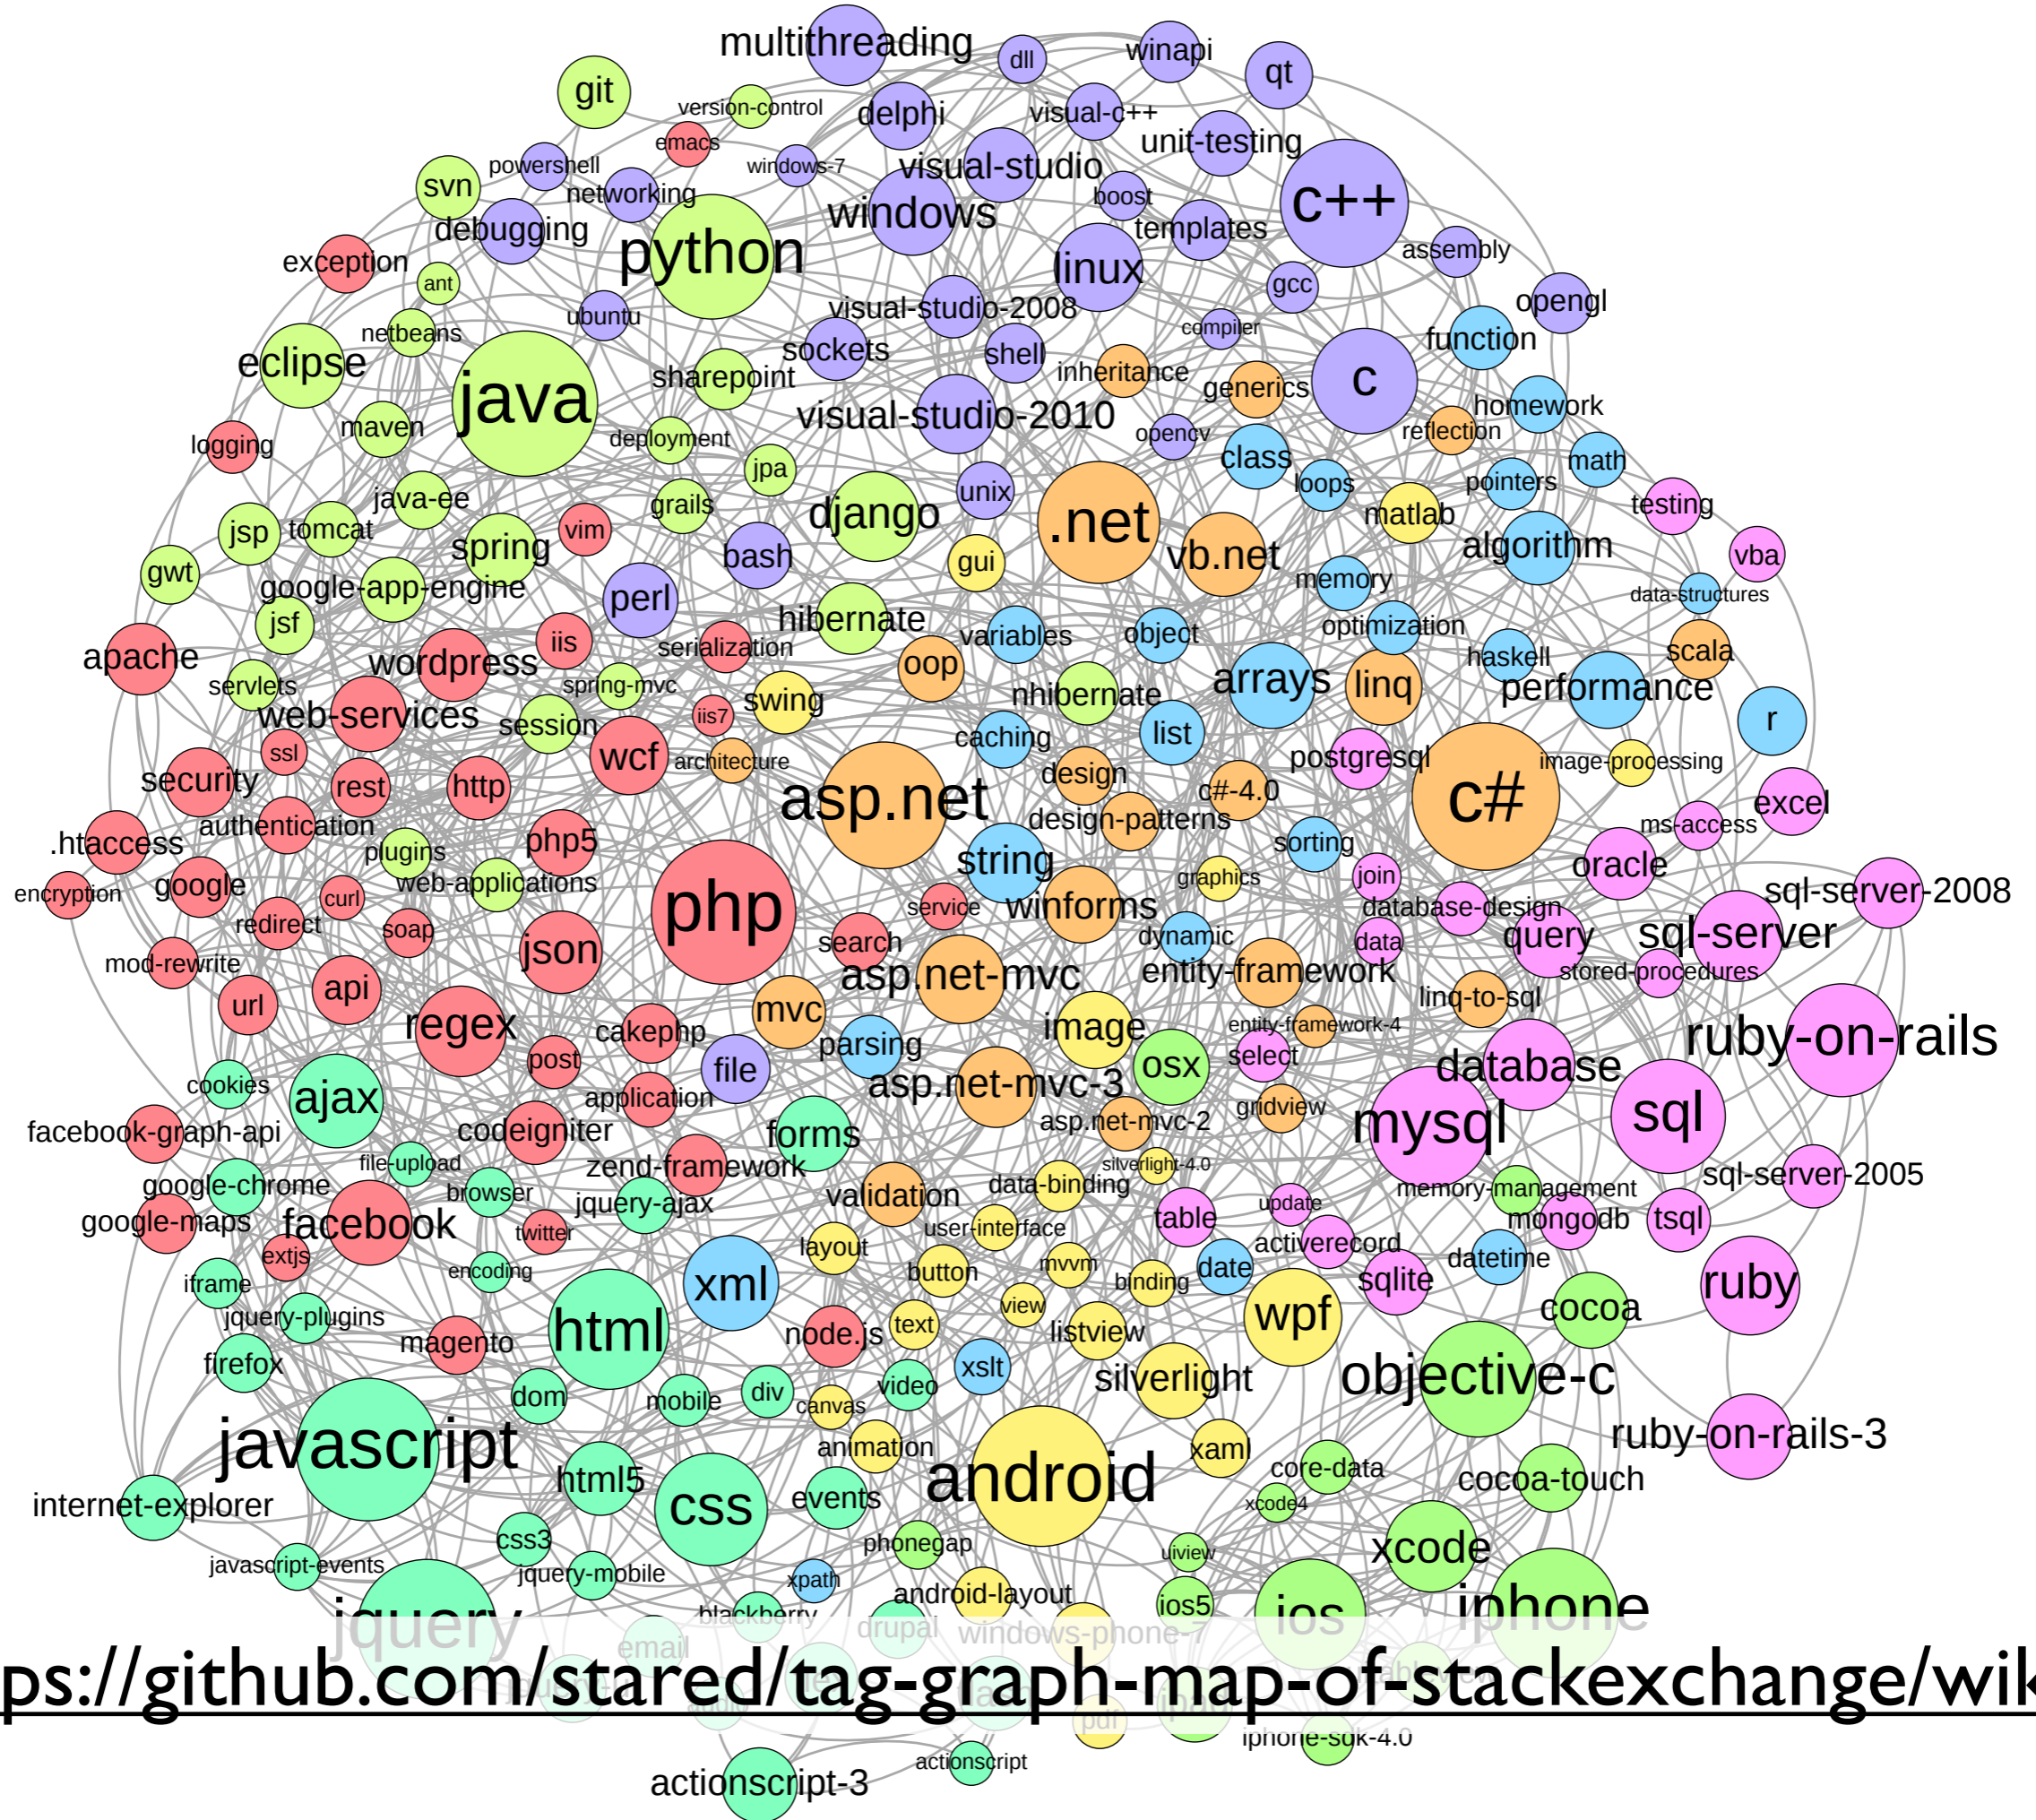 multithreading
dll
winapi
qt
git
version-control
delphi
visual-c++
emacs
unit-testing
powershell
windows-7
visual-studio
svn
networking
boost
c++
debugging
python
windows
templates
assembly
exception
linux
ant
gcc
opengl
ubuntu
visual-studio-2008
compiler
netbeans
function
eclipse
sockets
shell
java
sharepoint
inheritance
generics
c
homework
visual-studio-2010
maven
deployment
opencv
reflection
logging
jpa
class
math
java-ee
grails
unix
loops
pointers
testing
jsp
tomcat
vim
django
.net
matlab
spring
bash
gui
vb.net
algorithm
vba
gwt
google-app-engine
perl
memory
data-structures
jsf
hibernate
variables
object
optimization
apache
wordpress
iis
serialization
oop
haskell
scala
servlets
spring-mvc
swing
nhibernate
arrays
linq
performance
web-services
session
iis7
caching
list
r
ssl
wcf
architecture
design
postgresql
image-processing
security
rest
http
asp.net
c#-4.0
c#
excel
authentication
design-patterns
ms-access
.htaccess
plugins
php5
string
sorting
oracle
encryption
google
curl
web-applications
php
graphics
join
sql-server-2008
redirect
soap
service
winforms
database-design
mod-rewrite
json
search
dynamic
data
query
sql-server
url
api
asp.net-mvc
entity-framework
stored-procedures
regex
mvc
linq-to-sql
cakephp
image
entity-framework-4
ruby-on-rails
cookies
post
file
parsing
osx
select
database
ajax
application
asp.net-mvc-3
gridview
facebook-graph-api
codeigniter
forms
asp.net-mvc-2
mysql
sql
file-upload
zend-framework
silverlight-4.0
google-chrome
browser
jquery-ajax
validation
data-binding
memory-management
sql-server-2005
google-maps
facebook
twitter
user-interface
table
update
mongodb
tsql
extjs
layout
activerecord
iframe
encoding
xml
button
mvvm
binding
date
sqlite
datetime
ruby
jquery-plugins
html
view
wpf
cocoa
magento
node.js
text
listview
firefox
xslt
silverlight
objective-c
dom
mobile
div
video
canvas
javascript
animation
xaml
ruby-on-rails-3
html5
android
core-data
cocoa-touch
internet-explorer
css
events
xcode4
css3
phonegap
uiview
xcode
javascript-events
jquery-mobile
xpath
android-layout
ios5
iphone
jquery
blackberry
ios
email
drupal
windows-phone-7
ps://github.com/stared/tag-graph-map-of-stackexchange/wik
pdf
iphone-sdk-4.0
actionscript-3
actionscript